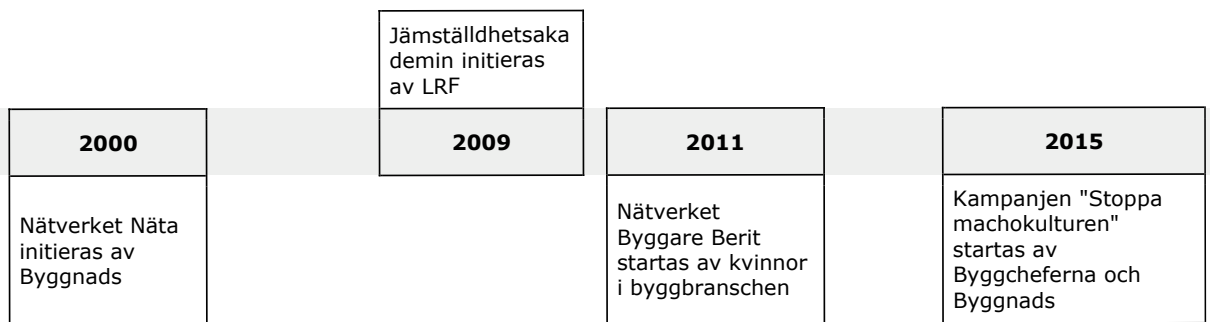 2000
Nätverket Näta
initieras av
Byggnads
Jämställdhetsaka
demin initieras
av LRF
2009
2011
Nätverket
Byggare Berit
startas av kvinnor
i byggbranschen
2015
Kampanjen "Stoppa
machokulturen"
startas av
Byggcheferna och
Byggnads